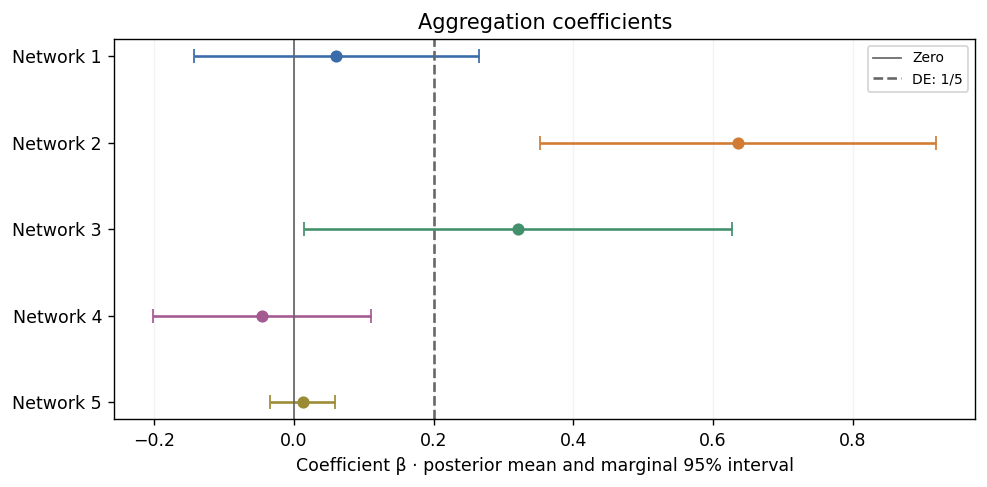 Aggregation coefficients
Network 1
Network 2
Network 3
Network 4
Network 5
Zero
DE: 1/5
−0.2
0.0
0.2
0.4
0.6
0.8
Coefficient β · posterior mean and marginal 95% interval